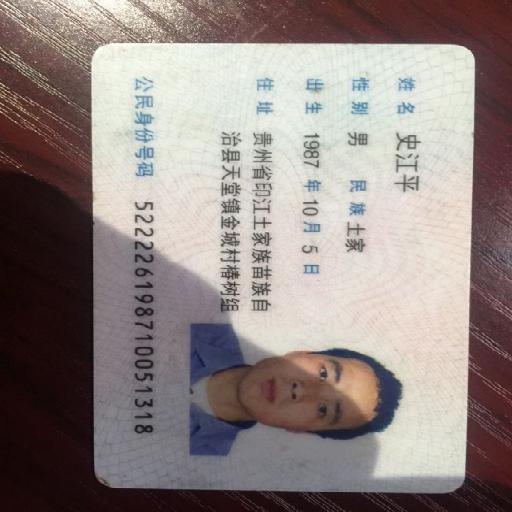 姓名 史江平
性别 男 民族 土家
出生 1987 年 10 月 5 日
住址 贵州省印江土家族苗族自
治县天堂镇金城村椿树组
公民身份号码 522226198710051318